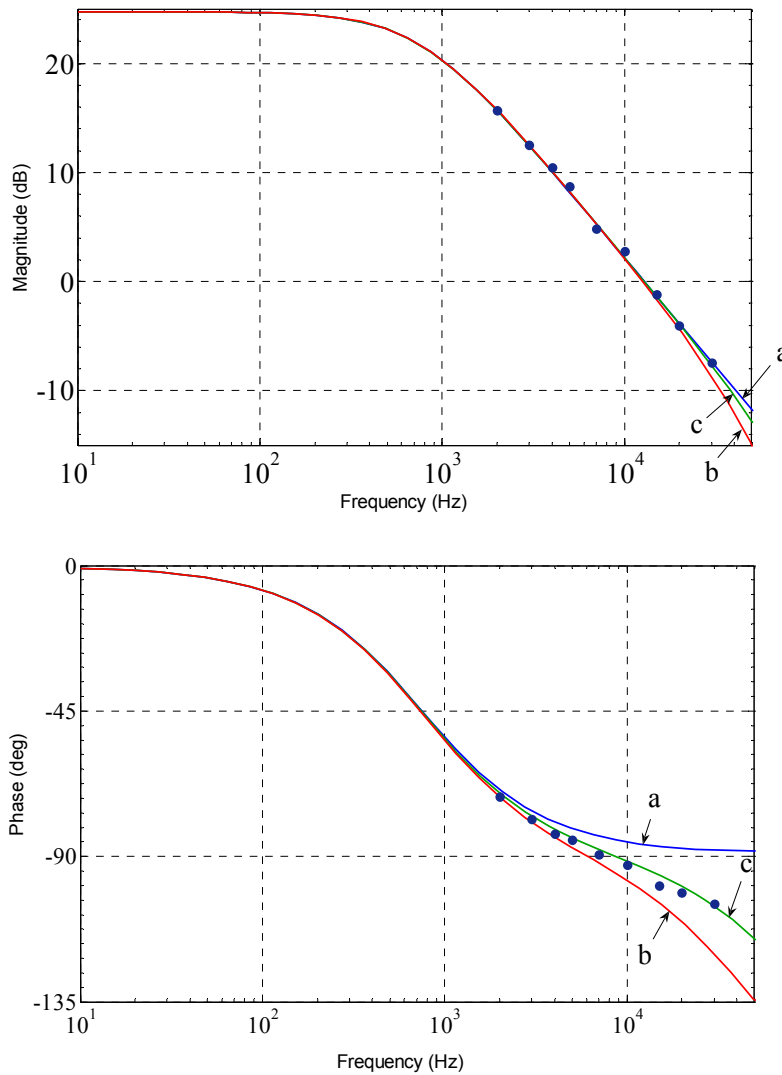 Magnitude (dB)
20
10
0
-10
a
c
b
10¹ 10² 10³ 10⁴
Frequency (Hz)
Phase (deg)
0
-45
-90
-135
a
c
b
10¹ 10² 10³ 10⁴
Frequency (Hz)